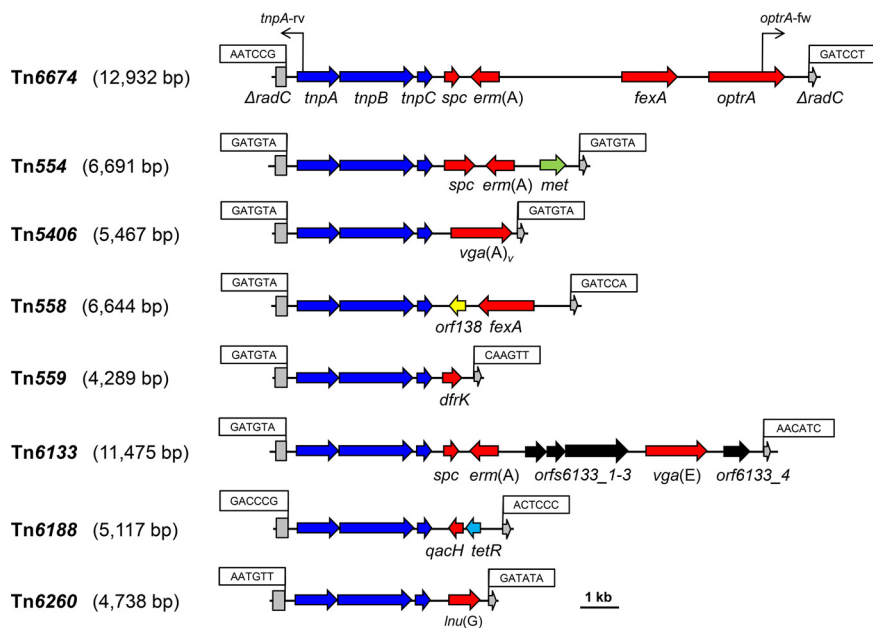 tnpA-rv optrA-fw
AATCCG GATCCT
Tn6674 (12,932 bp)
ΔradC tnpA tnpB tnpC spc erm(A) fexA optrA ΔradC
GATGTA GATGTA
Tn554 (6,691 bp)
spc erm(A) met
GATGTA GATGTA
Tn5406 (5,467 bp)
vga(A)v
GATGTA GATCCA
Tn558 (6,644 bp)
orf138 fexA
GATGTA CAAGTT
Tn559 (4,289 bp)
dfrK
GATGTA AACATC
Tn6133 (11,475 bp)
spc erm(A) orfs6133_1-3 vga(E) orf6133_4
GACCCG ACTCCC
Tn6188 (5,117 bp)
qacH tetR
AATGTT GATATA
Tn6260 (4,738 bp) 1 kb
lnu(G)